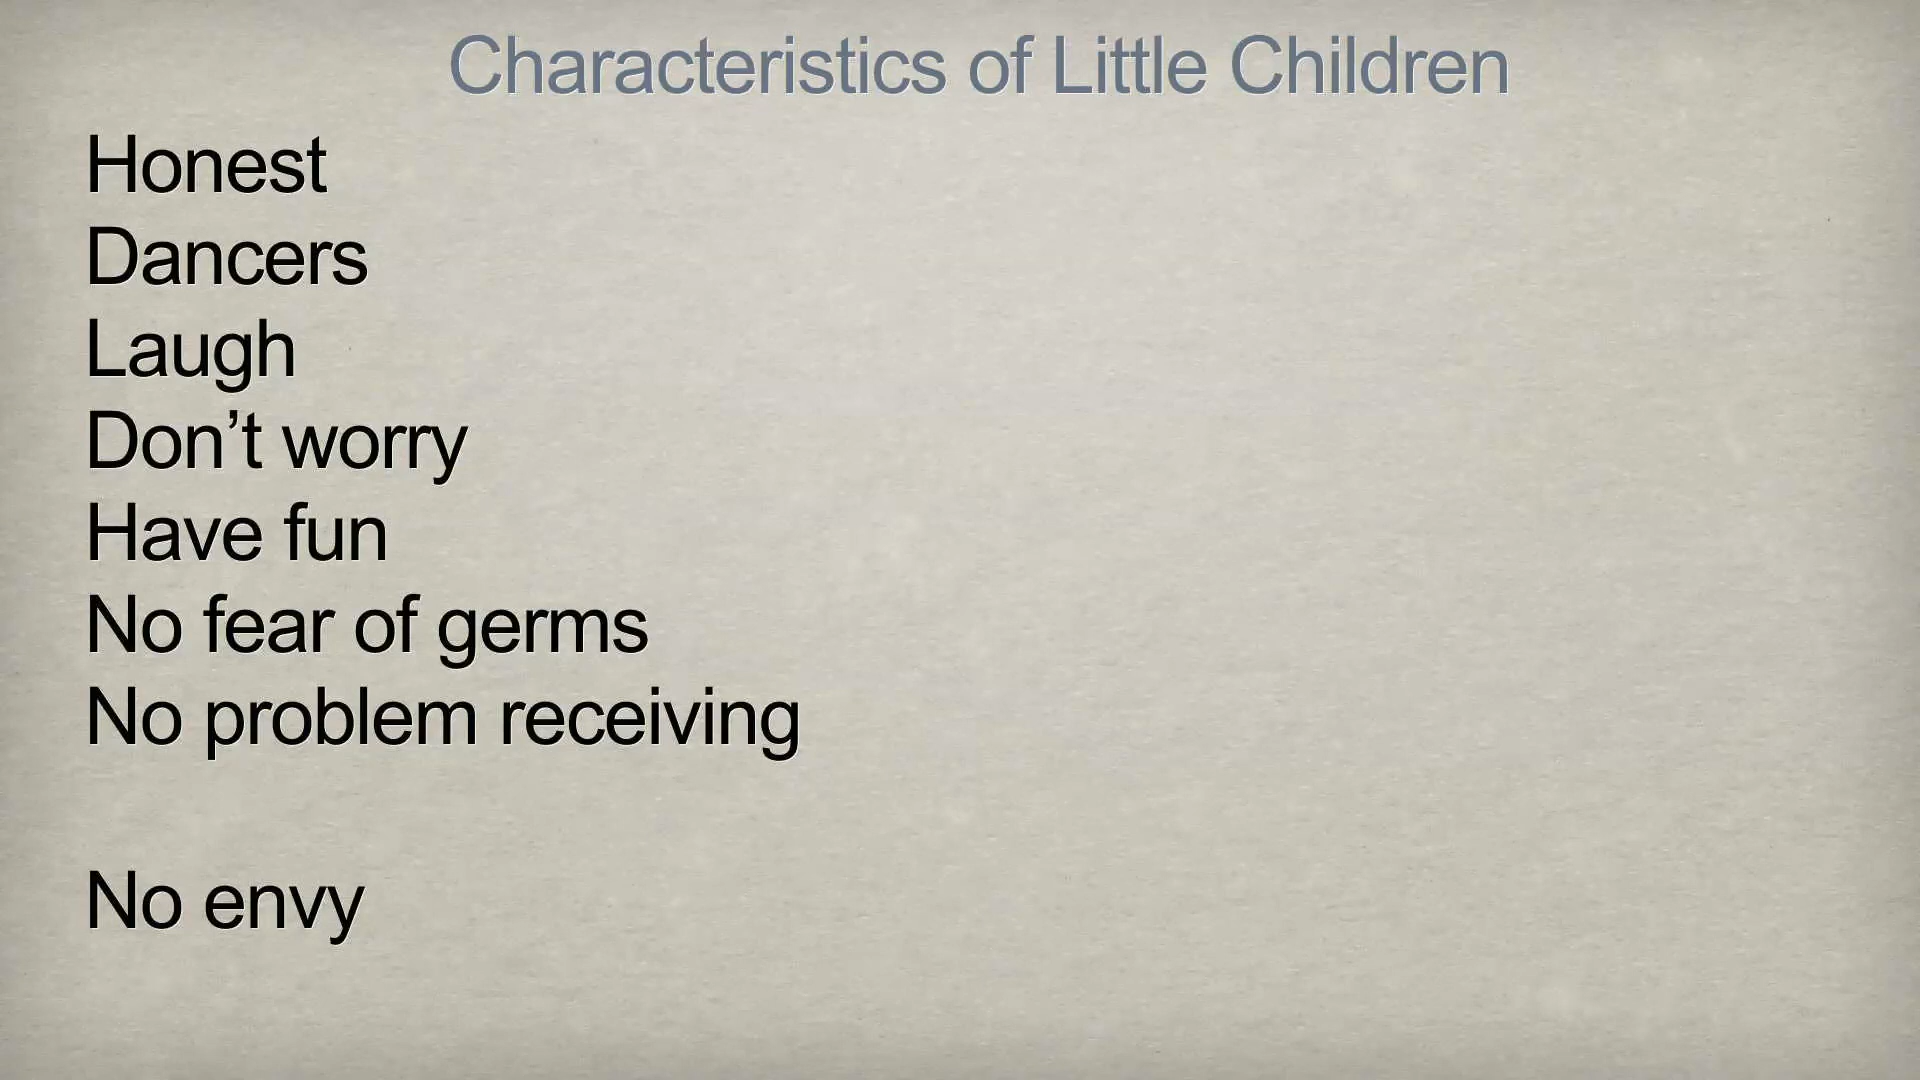 Characteristics of Little Children
Honest
Dancers
Laugh
Don’t worry
Have fun
No fear of germs
No problem receiving
No envy